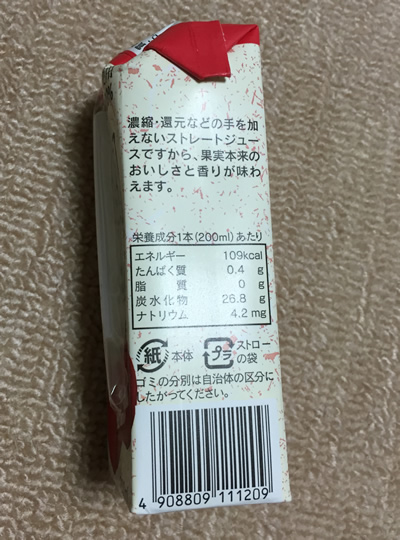 濃縮・還元などの手を加
えないストレートジュー
スですから、果実本来の
おいしさと香りが味わ
えます。
栄養成分1本(200ml)あたり
エネルギー 109kcal
たんぱく質 0.4 g
脂質 0 g
炭水化物 26.8 g
ナトリウム 4.2 mg
紙 本体 プラ ストロー
の袋
ゴミの分別は自治体の区分に
したがってください。
4 908809 111209